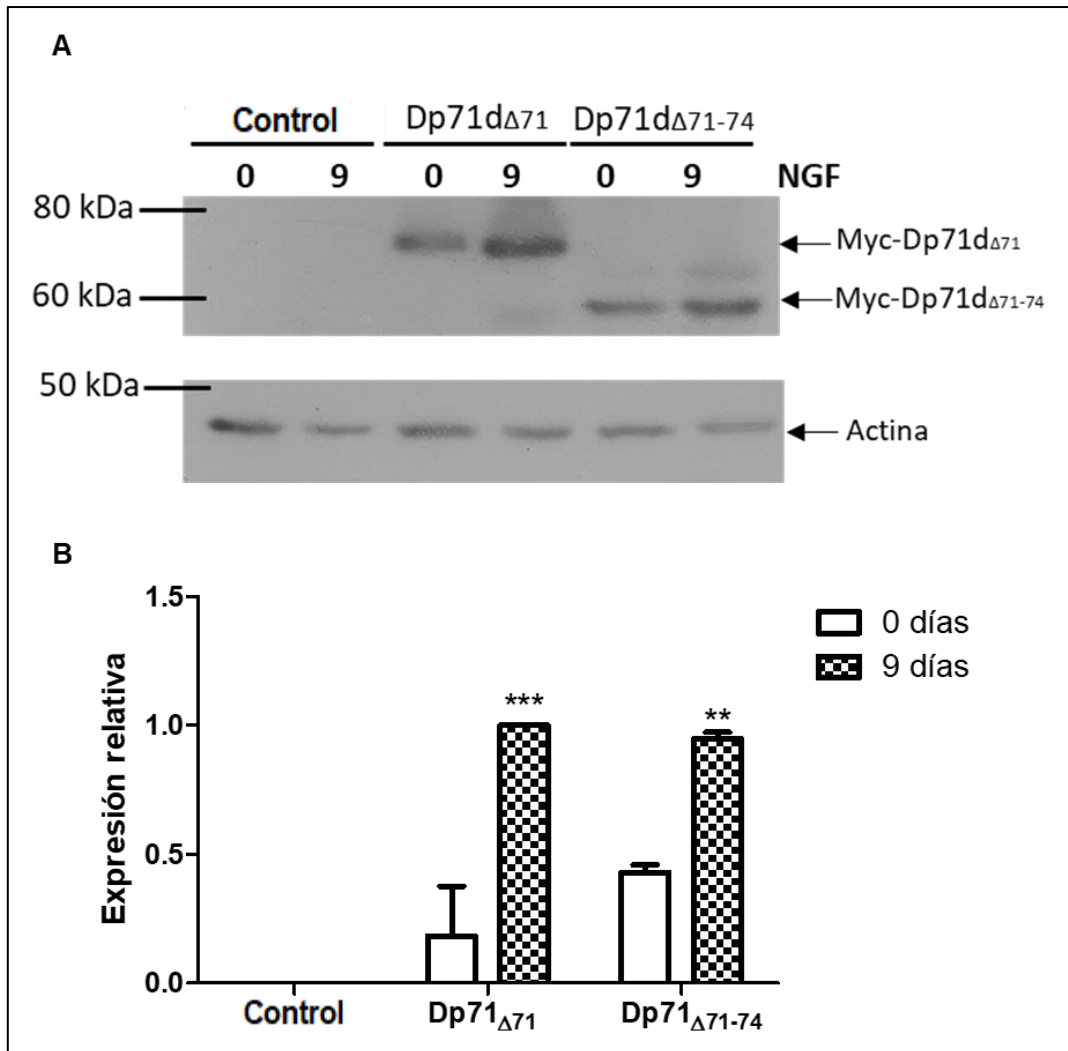 A
Control Dp71dΔ71 Dp71dΔ71-74
0 9 0 9 0 9 NGF
80 kDa
Myc-Dp71dΔ71
60 kDa
Myc-Dp71dΔ71-74
50 kDa
Actina
B
1.5
1.0
0.5
0.0
Expresión relativa
*** **
0 días
9 días
Control Dp71Δ71 Dp71Δ71-74